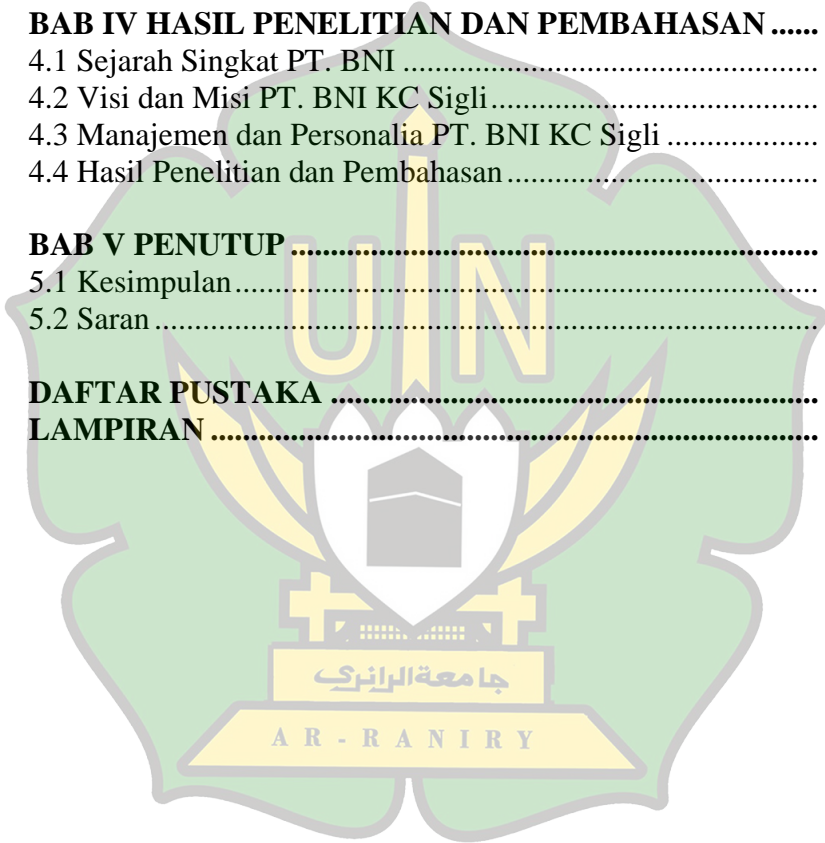 BAB IV HASIL PENELITIAN DAN PEMBAHASAN ......
4.1 Sejarah Singkat PT. BNI ......................................................
4.2 Visi dan Misi PT. BNI KC Sigli...........................................
4.3 Manajemen dan Personalia PT. BNI KC Sigli ...................
4.4 Hasil Penelitian dan Pembahasan.........................................
BAB V PENUTUP .....................................................................
5.1 Kesimpulan............................................................................
5.2 Saran .......................................................................................
DAFTAR PUSTAKA ................................................................
LAMPIRAN ................................................................................
UIN
جامعةالرانري
AR-RANIRY